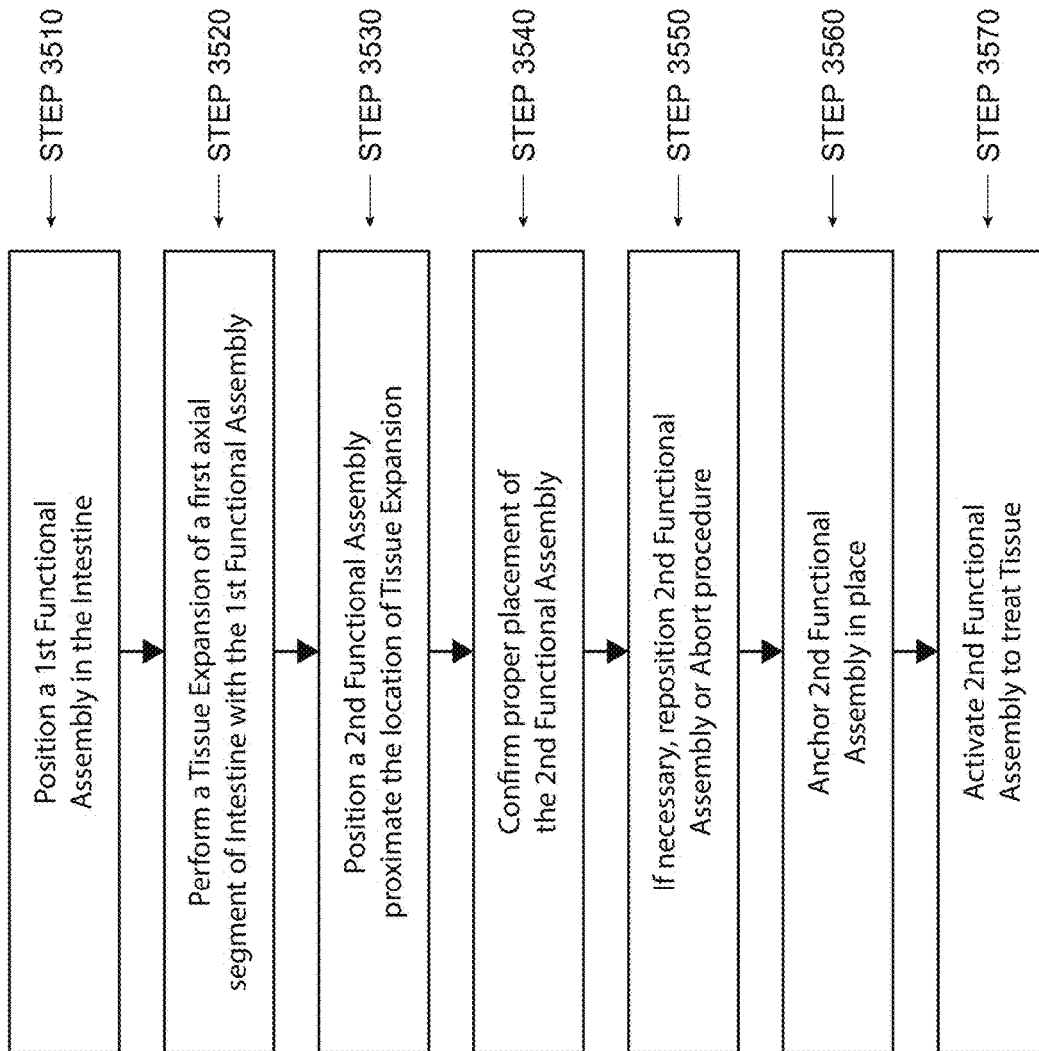 Position a 1st Functional
Assembly in the Intestine
STEP 3510
Perform a Tissue Expansion of a first axial
segment of Intestine with the 1st Functional Assembly
STEP 3520
Position a 2nd Functional Assembly
proximate the location of Tissue Expansion
STEP 3530
Confirm proper placement of
the 2nd Functional Assembly
STEP 3540
If necessary, reposition 2nd Functional
Assembly or Abort procedure
STEP 3550
Anchor 2nd Functional
Assembly in place
STEP 3560
Activate 2nd Functional
Assembly to treat Tissue
STEP 3570